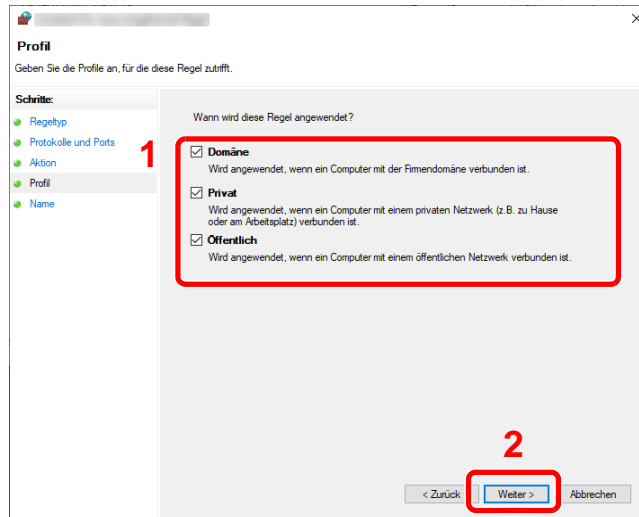 Profil
Geben Sie die Profile an, für die diese Regel zutrifft.
Schritte:
Regeltyp
Protokolle und Ports
Aktion
Profil
Name
1
Wann wird diese Regel angewendet?
Domäne
Wird angewendet, wenn ein Computer mit der Firmendomäne verbunden ist.
Privat
Wird angewendet, wenn ein Computer mit einem privaten Netzwerk (z.B. zu Hause
oder am Arbeitsplatz) verbunden ist.
Öffentlich
Wird angewendet, wenn ein Computer mit einem öffentlichen Netzwerk verbunden ist.
2
< Zurück
Weiter >
Abbrechen